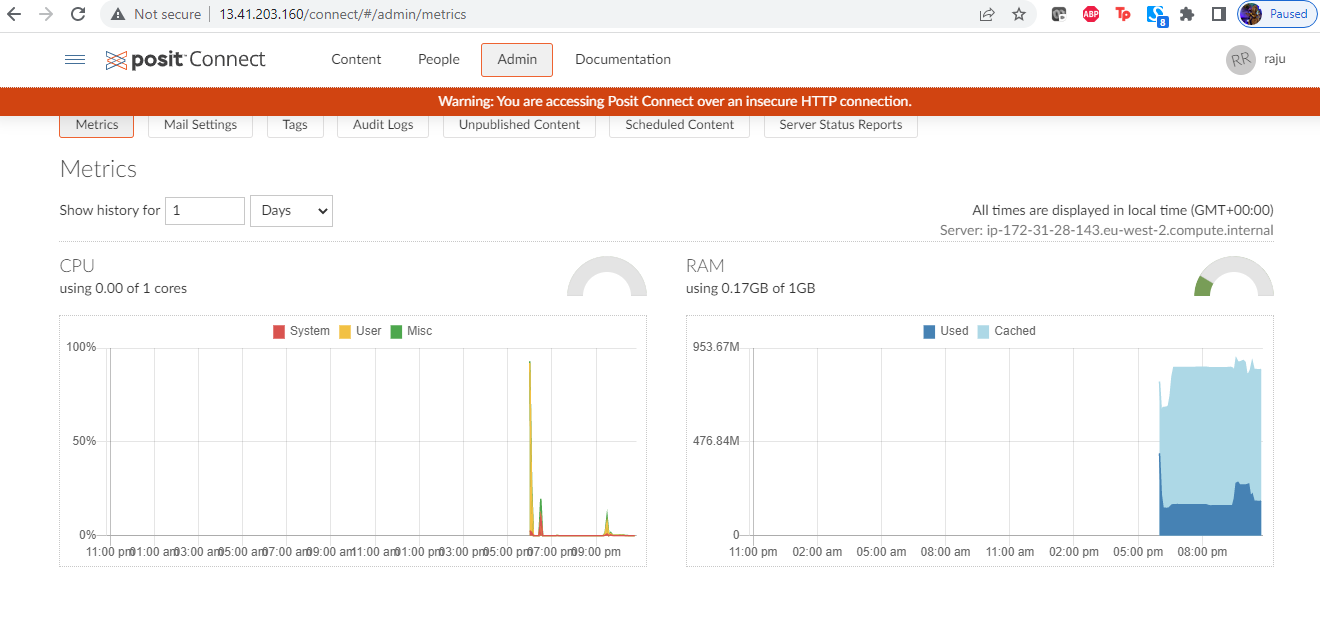 Not secure | 13.41.203.160/connect/#/admin/metrics
ABP
Tp
8
Paused
posit Connect
Content
People
Admin
Documentation
RR
raju
Warning: You are accessing Posit Connect over an insecure HTTP connection.
Metrics
Mail Settings
Tags
Audit Logs
Unpublished Content
Scheduled Content
Server Status Reports
Metrics
Show history for 1 Days
All times are displayed in local time (GMT+00:00)
Server: ip-172-31-28-143.eu-west-2.compute.internal
CPU
using 0.00 of 1 cores
System User Misc
100%
50%
0%
11:00 pm 01:00 am 03:00 am 05:00 am 07:00 am 09:00 am 11:00 am 01:00 pm 03:00 pm 05:00 pm 07:00 pm 09:00 pm
RAM
using 0.17GB of 1GB
Used Cached
953.67M
476.84M
0
11:00 pm 02:00 am 05:00 am 08:00 am 11:00 am 02:00 pm 05:00 pm 08:00 pm